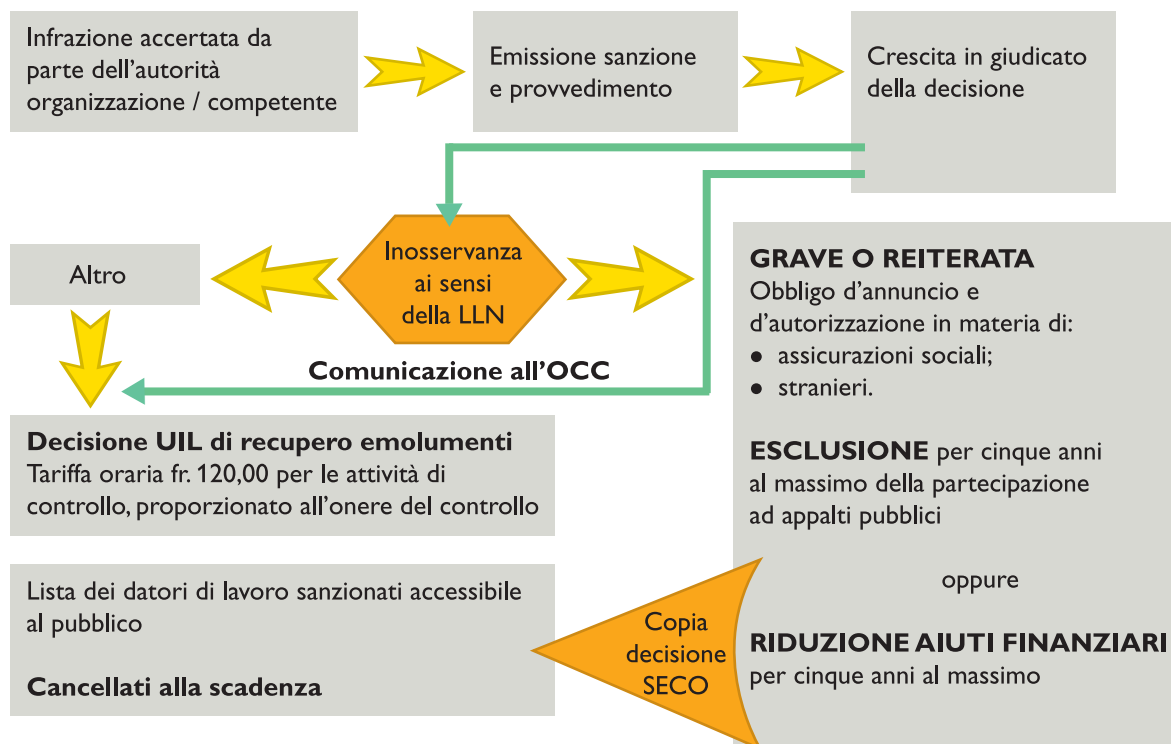 Infrazione accertata da
parte dell'autorità
organizzazione / competente
Emissione sanzione
e provvedimento
Crescita in giudicato
della decisione
Altro
Inosservanza
ai sensi
della LLN
GRAVE O REITERATA
Obbligo d'annuncio e
d'autorizzazione in materia di:
• assicurazioni sociali;
• stranieri.
ESCLUSIONE per cinque anni
al massimo della partecipazione
ad appalti pubblici
oppure
RIDUZIONE AIUTI FINANZIARI
per cinque anni al massimo
Comunicazione all'OCC
Decisione UIL di recupero emolumenti
Tariffa oraria fr. 120,00 per le attività di
controllo, proporzionato all'onere del controllo
Copia
decisione
SECO
Lista dei datori di lavoro sanzionati accessibile
al pubblico
Cancellati alla scadenza